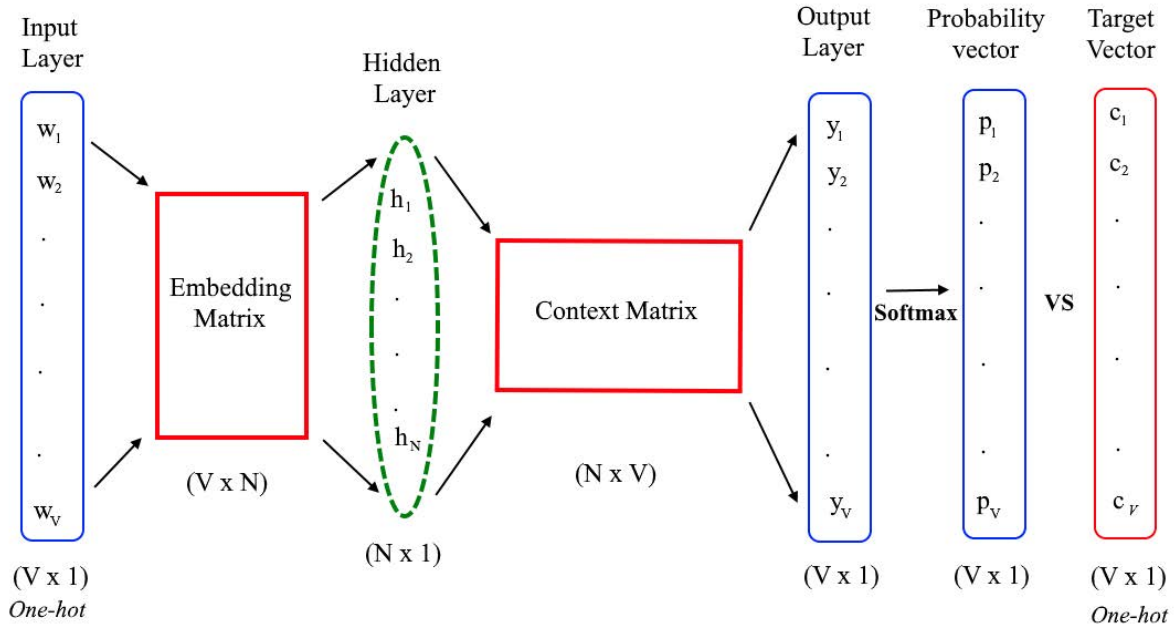 Input
Layer
w1
w2
.
.
.
.
wV
(V x 1)
One-hot
Embedding
Matrix
(V x N)
Hidden
Layer
h1
h2
.
.
.
hN
(N x 1)
Context Matrix
(N x V)
Output
Layer
y1
y2
.
.
.
.
yV
(V x 1)
Softmax
Probability
vector
p1
p2
.
.
.
.
pV
(V x 1)
VS
Target
Vector
c1
c2
.
.
.
.
cV
(V x 1)
One-hot